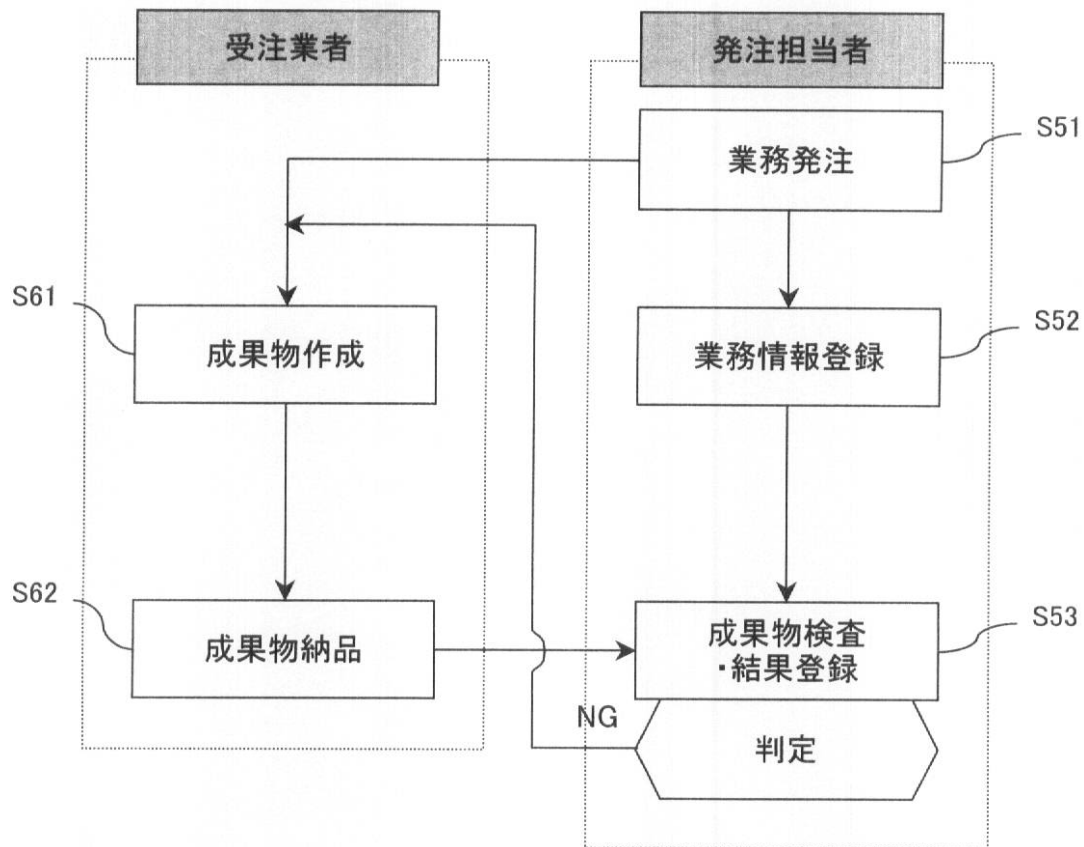 受注業者
発注担当者
業務発注
S51
S61
成果物作成
業務情報登録
S52
S62
成果物納品
成果物検査
・結果登録
S53
NG
判定